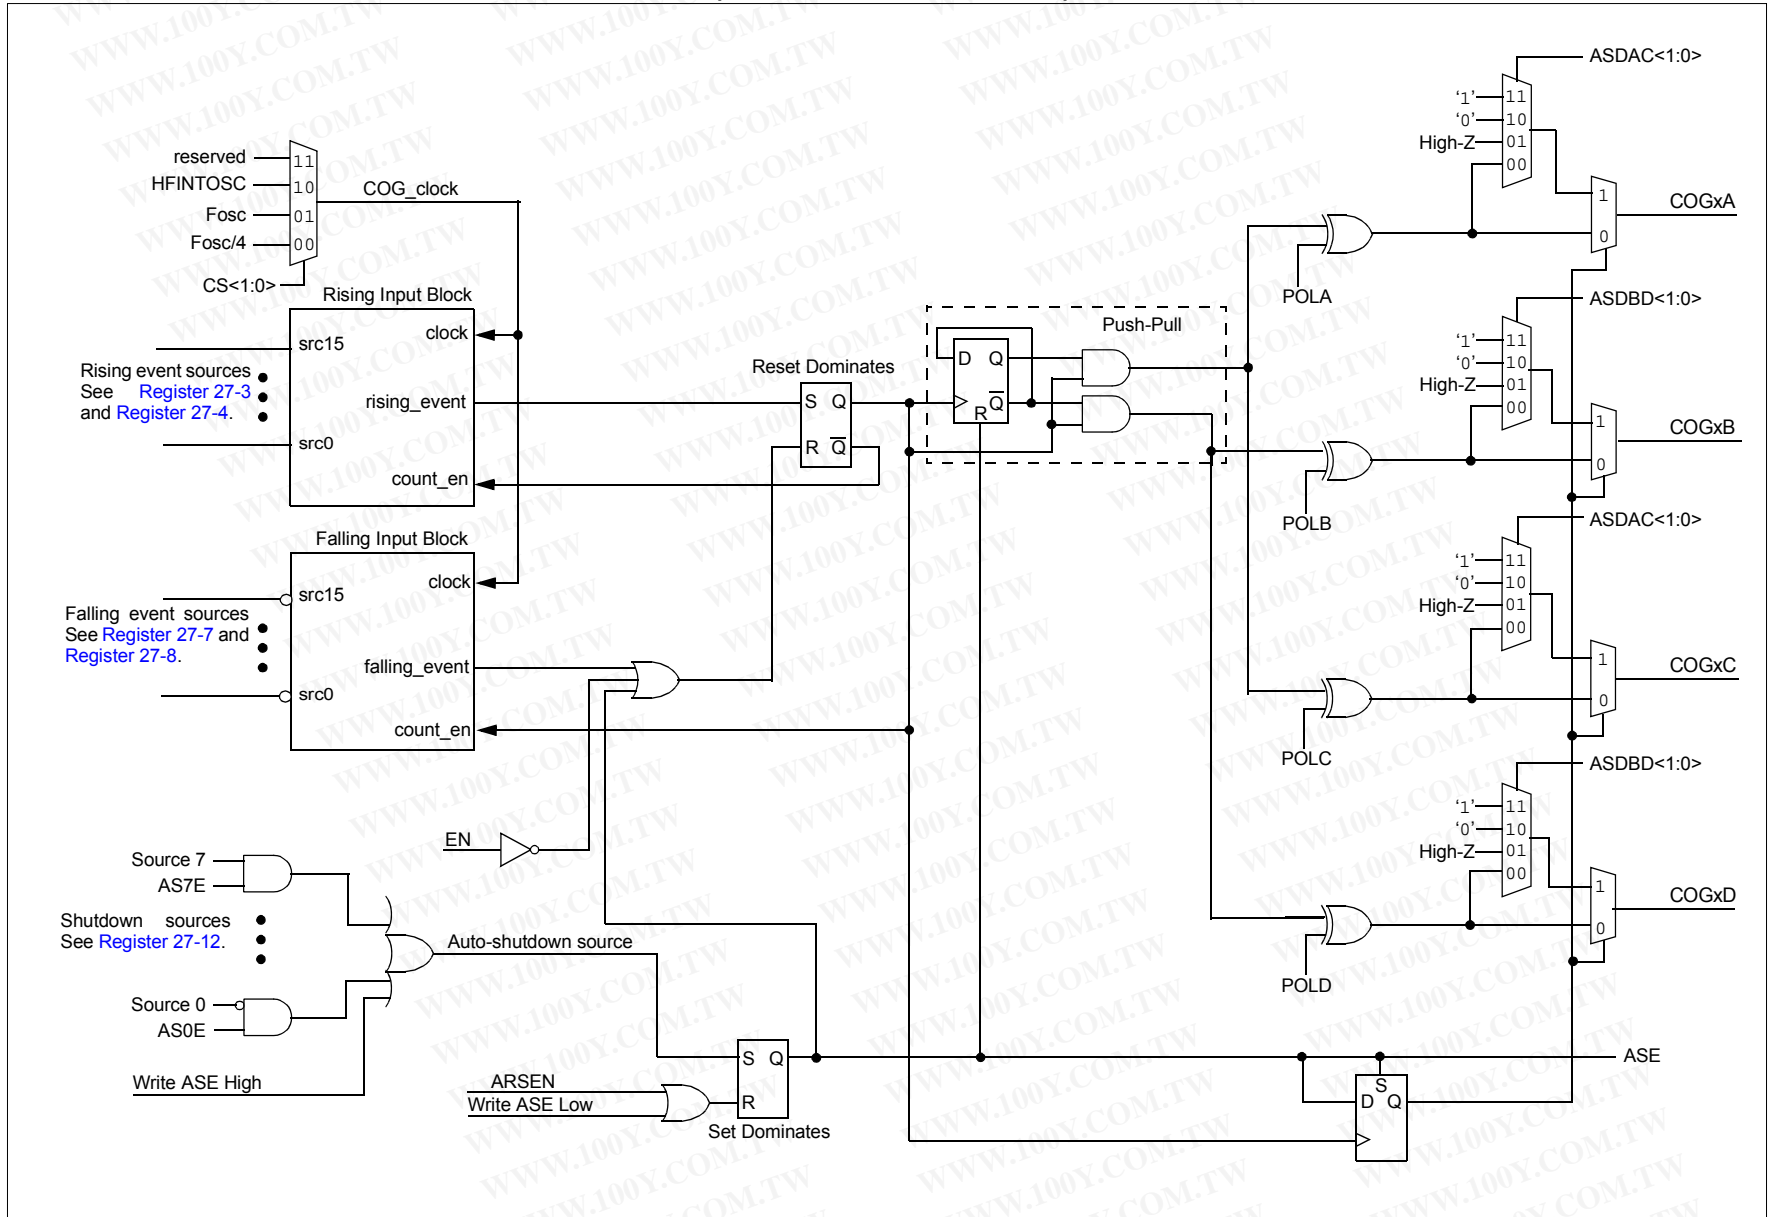 ASDAC<1:0>
'1' 11
'0' 10
High-Z 01
00
1
0
COGxA
POLA
reserved 11
HFINTOSC 10
Fosc 01
Fosc/4 00
CS<1:0>
COG_clock
Rising Input Block
clock
src15
Rising event sources
See Register 27-3
and Register 27-4.
rising_event
src0
count_en
Reset Dominates
S Q
R Q
Push-Pull
D Q
R Q
ASDBD<1:0>
'1' 11
'0' 10
High-Z 01
00
1
0
COGxB
POLB
Falling Input Block
clock
src15
Falling event sources
See Register 27-7 and
Register 27-8.
falling_event
src0
count_en
ASDAC<1:0>
'1' 11
'0' 10
High-Z 01
00
1
0
COGxC
POLC
EN
Source 7
AS7E
Shutdown sources
See Register 27-12.
Auto-shutdown source
Source 0
AS0E
Write ASE High
ARSEN
Write ASE Low
S Q
R
Set Dominates
ASDBD<1:0>
'1' 11
'0' 10
High-Z 01
00
1
0
COGxD
POLD
ASE
S
D Q
WWW.100Y.COM.TW